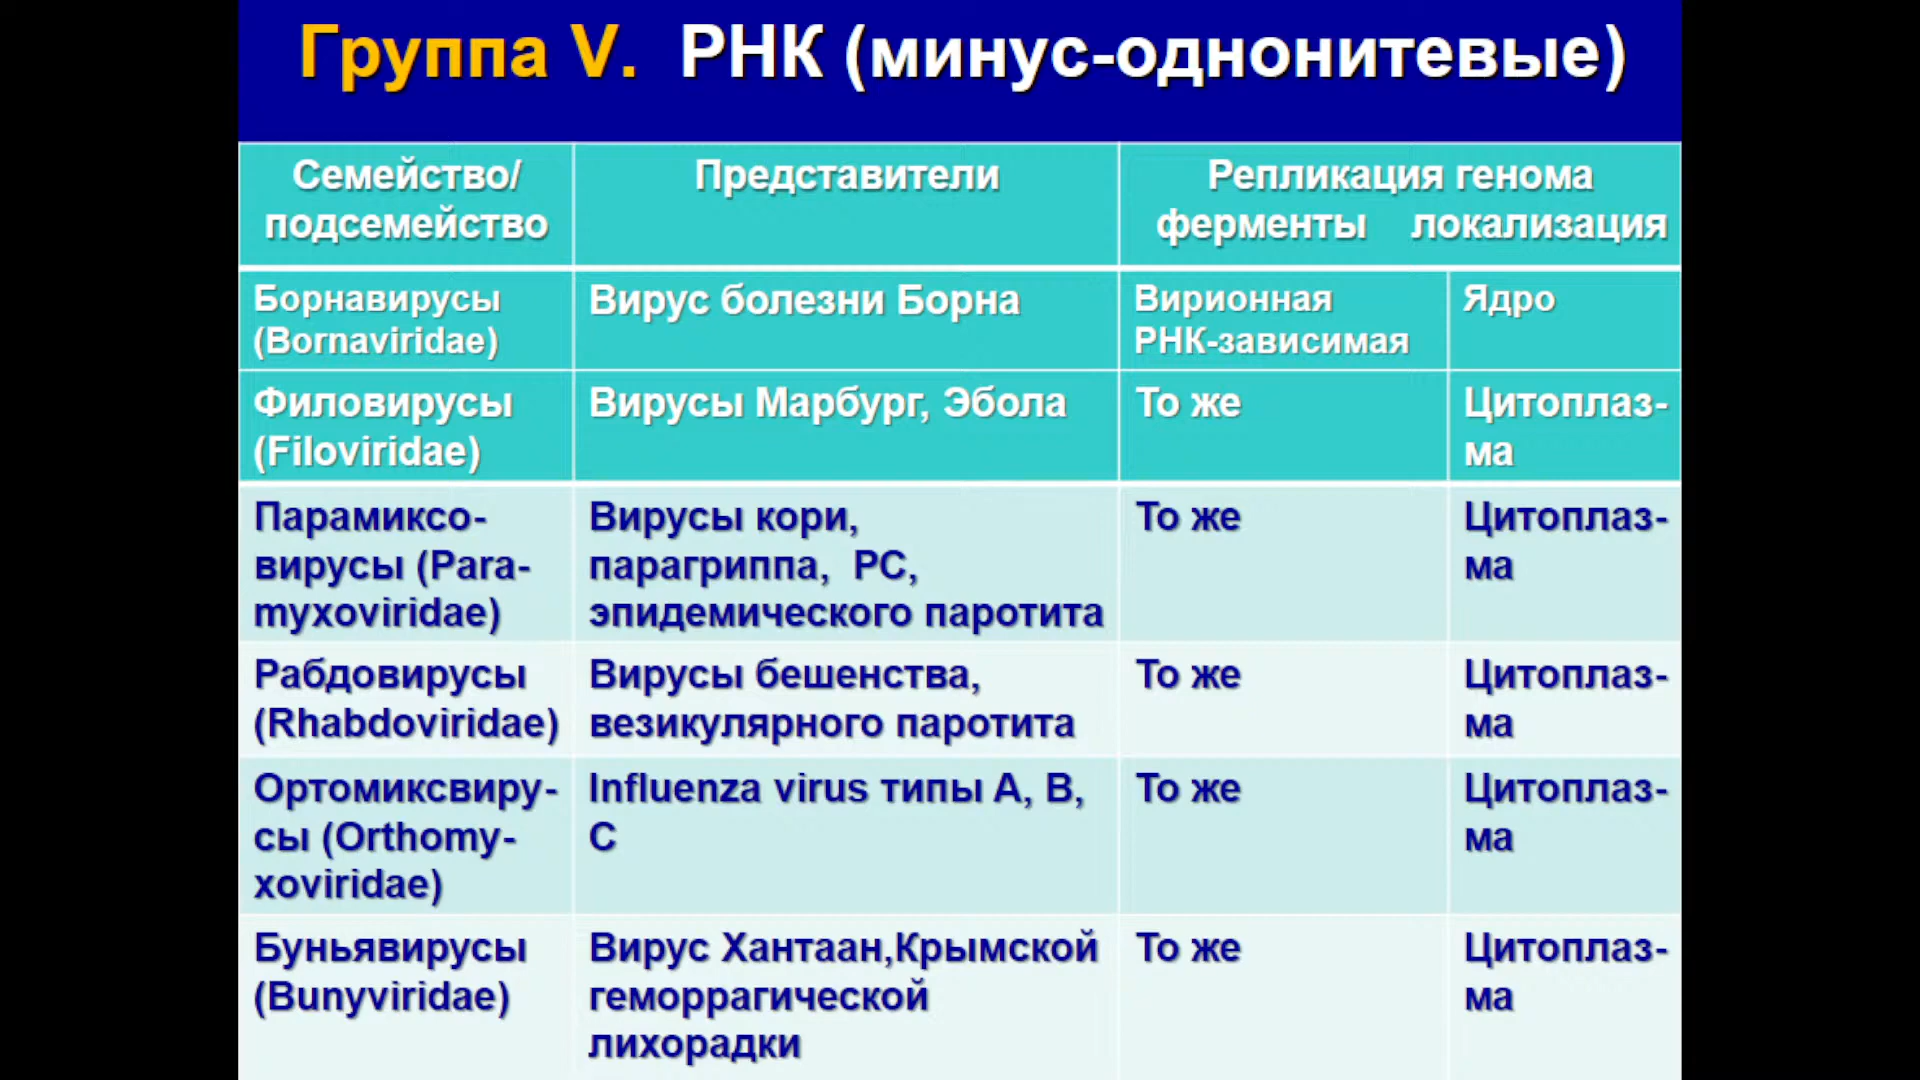 Группа V. РНК (минус-однонитевые)
Семейство/
подсемейство
Представители
Репликация генома
ферменты локализация
Борнавирусы
(Bornaviridae)
Вирус болезни Борна
Вирионная
РНК-зависимая
Ядро
Филовирусы
(Filoviridae)
Вирусы Марбург, Эбола
То же
Цитоплаз-
ма
Парамиксо-
вирусы (Para-
myxoviridae)
Вирусы кори,
парагриппа, РС,
эпидемического паротита
То же
Цитоплаз-
ма
Рабдовирусы
(Rhabdoviridae)
Вирусы бешенства,
везикулярного паротита
То же
Цитоплаз-
ма
Ортомиксвиру-
сы (Orthomy-
xoviridae)
Influenza virus типы A, B,
C
То же
Цитоплаз-
ма
Буньявирусы
(Bunyviridae)
Вирус Хантаан,Крымской
геморрагической
лихорадки
То же
Цитоплаз-
ма